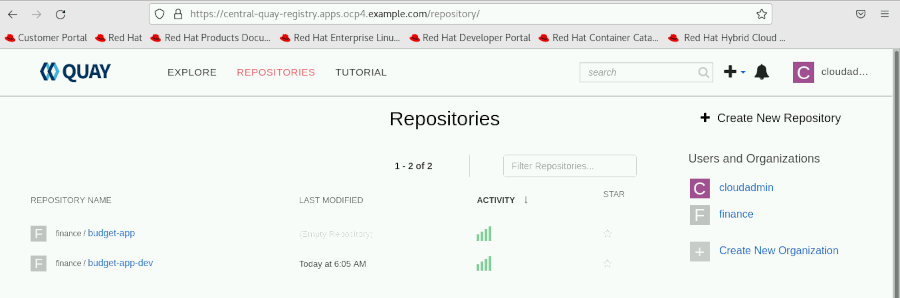 https://central-quay-registry.apps.ocp4.example.com/repository/
Customer Portal Red Hat Red Hat Products Docu... Red Hat Enterprise Linu... Red Hat Developer Portal Red Hat Container Cata... Red Hat Hybrid Cloud ...
QUAY EXPLORE REPOSITORIES TUTORIAL search C cloudad...
Repositories
+ Create New Repository
1 - 2 of 2 Filter Repositories...
Users and Organizations
C cloudadmin
REPOSITORY NAME LAST MODIFIED ACTIVITY ↓ STAR
F finance
F finance / budget-app (Empty Repository)
+ Create New Organization
F finance / budget-app-dev Today at 6:05 AM